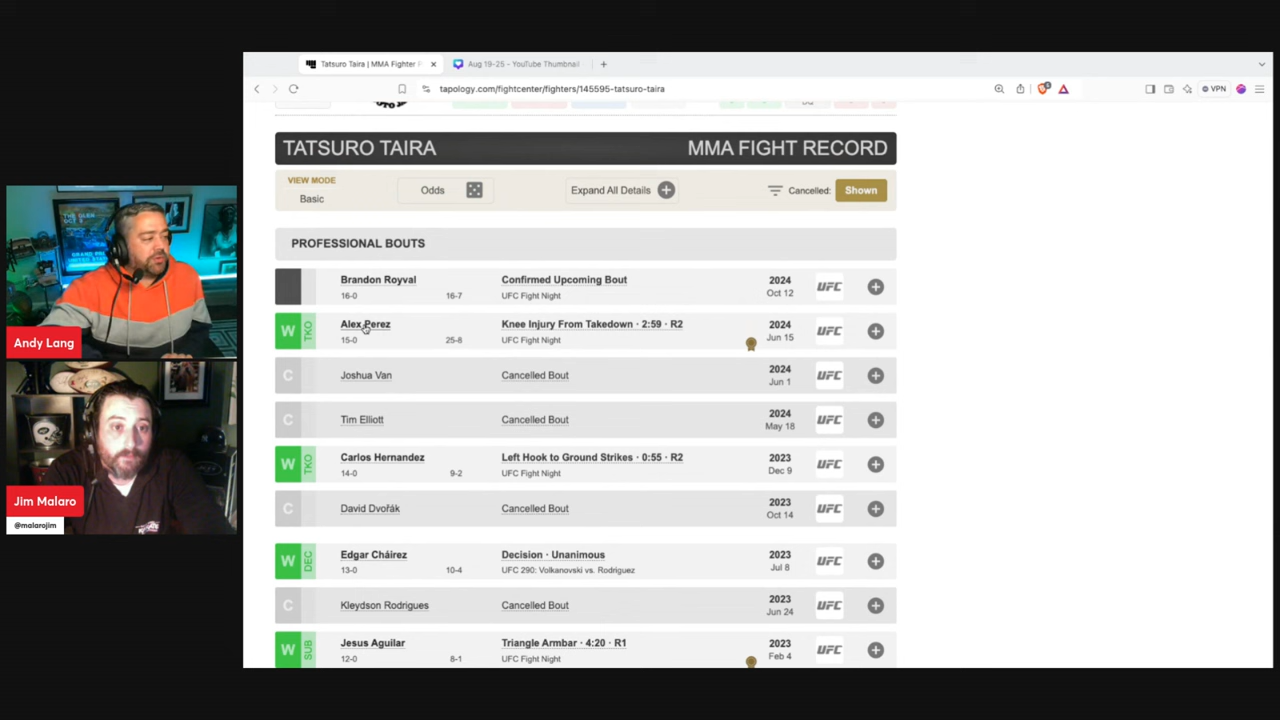 Tatsuro Taira | MMA Fighter
Aug 19-25 - YouTube Thumbnail
tapology.com/fightcenter/fighters/145595-tatsuro-taira
VPN
TATSURO TAIRA
MMA FIGHT RECORD
VIEW MODE
Basic
Odds
Expand All Details
Cancelled:
Shown
PROFESSIONAL BOUTS
Brandon Royval
16-0
16-7
Confirmed Upcoming Bout
UFC Fight Night
2024
Oct 12
UFC
W
TKO
Alex Perez
15-0
25-8
Knee Injury From Takedown · 2:59 · R2
UFC Fight Night
2024
Jun 15
UFC
C
Joshua Van
Cancelled Bout
2024
Jun 1
UFC
C
Tim Elliott
Cancelled Bout
2024
May 18
UFC
W
TKO
Carlos Hernandez
14-0
9-2
Left Hook to Ground Strikes · 0:55 · R2
UFC Fight Night
2023
Dec 9
UFC
C
David Dvořák
Cancelled Bout
2023
Oct 14
UFC
W
DEC
Edgar Cháirez
13-0
10-4
Decision · Unanimous
UFC 290: Volkanovski vs. Rodriguez
2023
Jul 8
UFC
C
Kleydson Rodrigues
Cancelled Bout
2023
Jun 24
UFC
W
SUB
Jesus Aguilar
12-0
8-1
Triangle Armbar · 4:20 · R1
UFC Fight Night
2023
Feb 4
UFC
Andy Lang
Jim Malaro
@malarojim